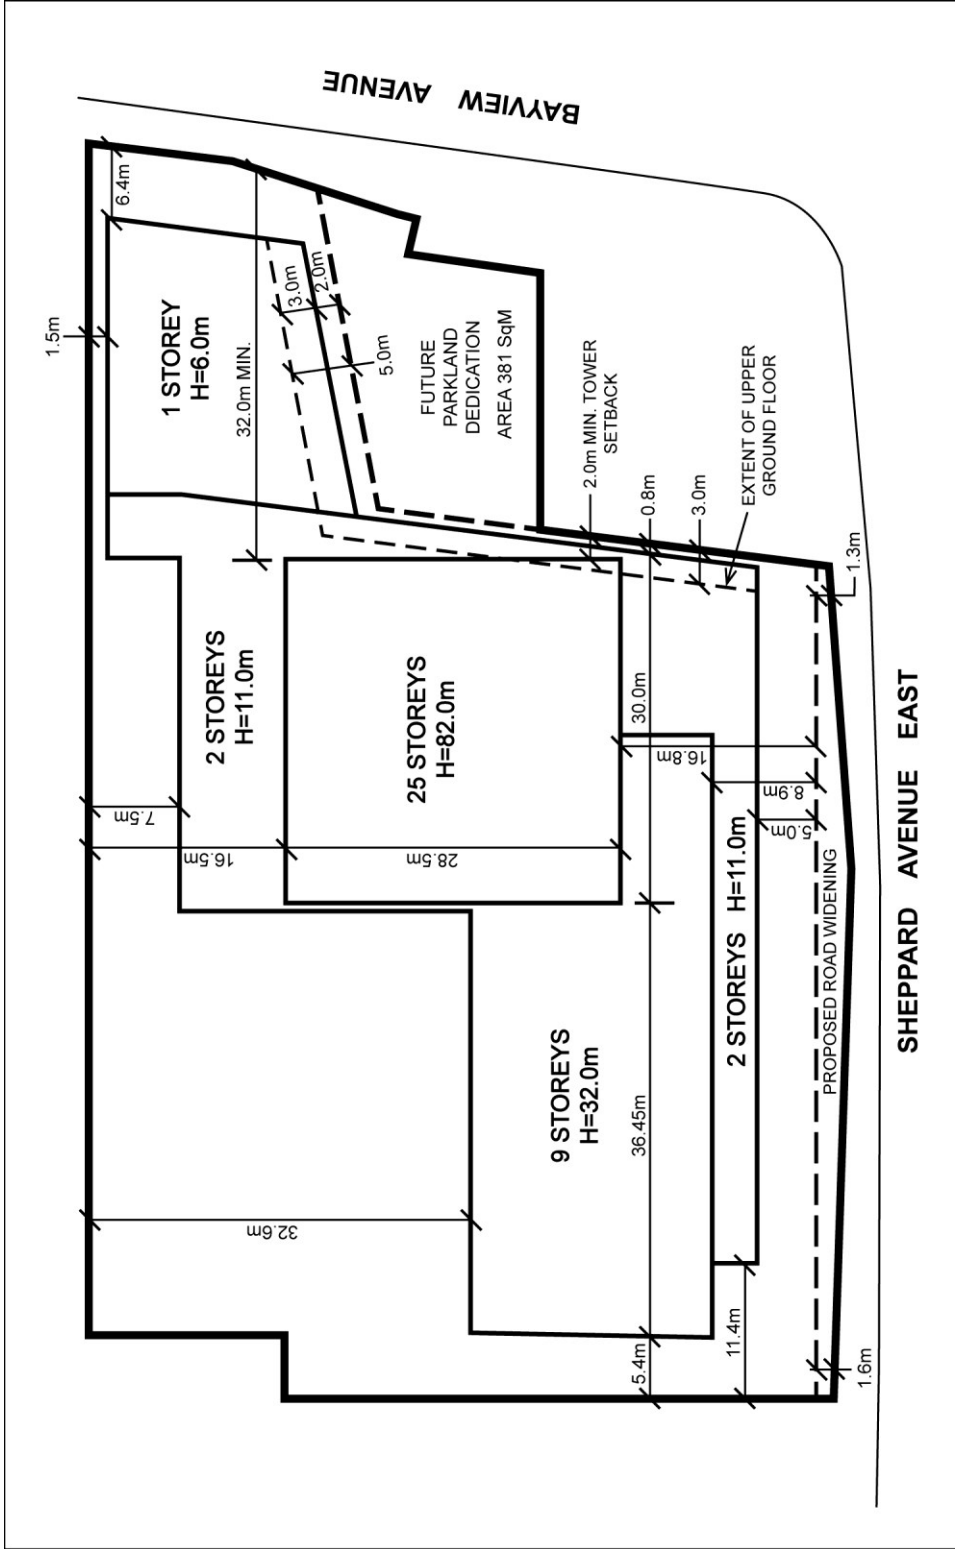 BAYVIEW AVENUE
6.4m
1.5m
1 STOREY
H=6.0m
32.0m MIN.
3.0m
2.0m
5.0m
FUTURE
PARKLAND
DEDICATION
AREA 381 SqM
2.0m MIN. TOWER
SETBACK
0.8m
3.0m
EXTENT OF UPPER
GROUND FLOOR
1.3m
2 STOREYS
H=11.0m
25 STOREYS
H=82.0m
30.0m
16.8m
8.9m
5.0m
7.5m
16.5m
28.5m
2 STOREYS H=11.0m
PROPOSED ROAD WIDENING
9 STOREYS
H=32.0m
36.45m
32.6m
5.4m
11.4m
1.6m
SHEPPARD AVENUE EAST